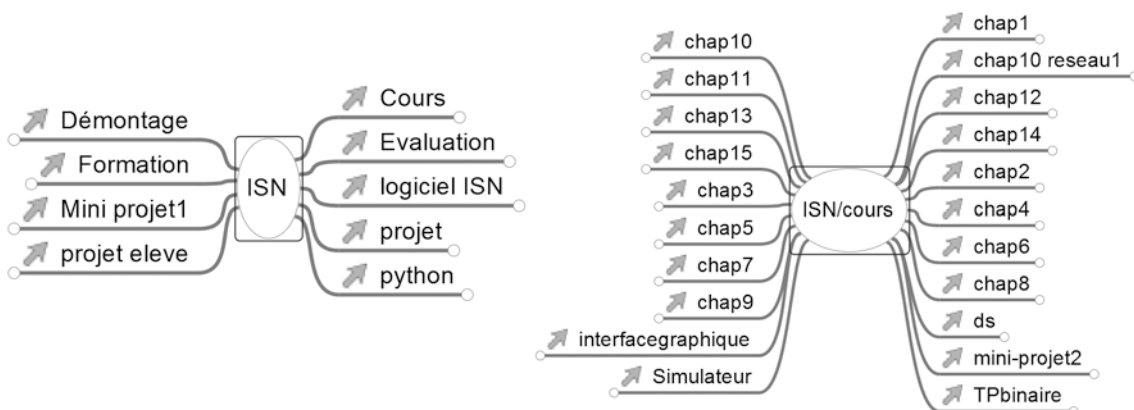 Démontage
Formation
Mini projet1
projet eleve
ISN
Cours
Evaluation
logiciel ISN
projet
python
chap10
chap11
chap13
chap15
chap3
chap5
chap7
chap9
interfacegraphique
Simulateur
ISN/cours
chap1
chap10 reseau1
chap12
chap14
chap2
chap4
chap6
chap8
ds
mini-projet2
TPbinaire